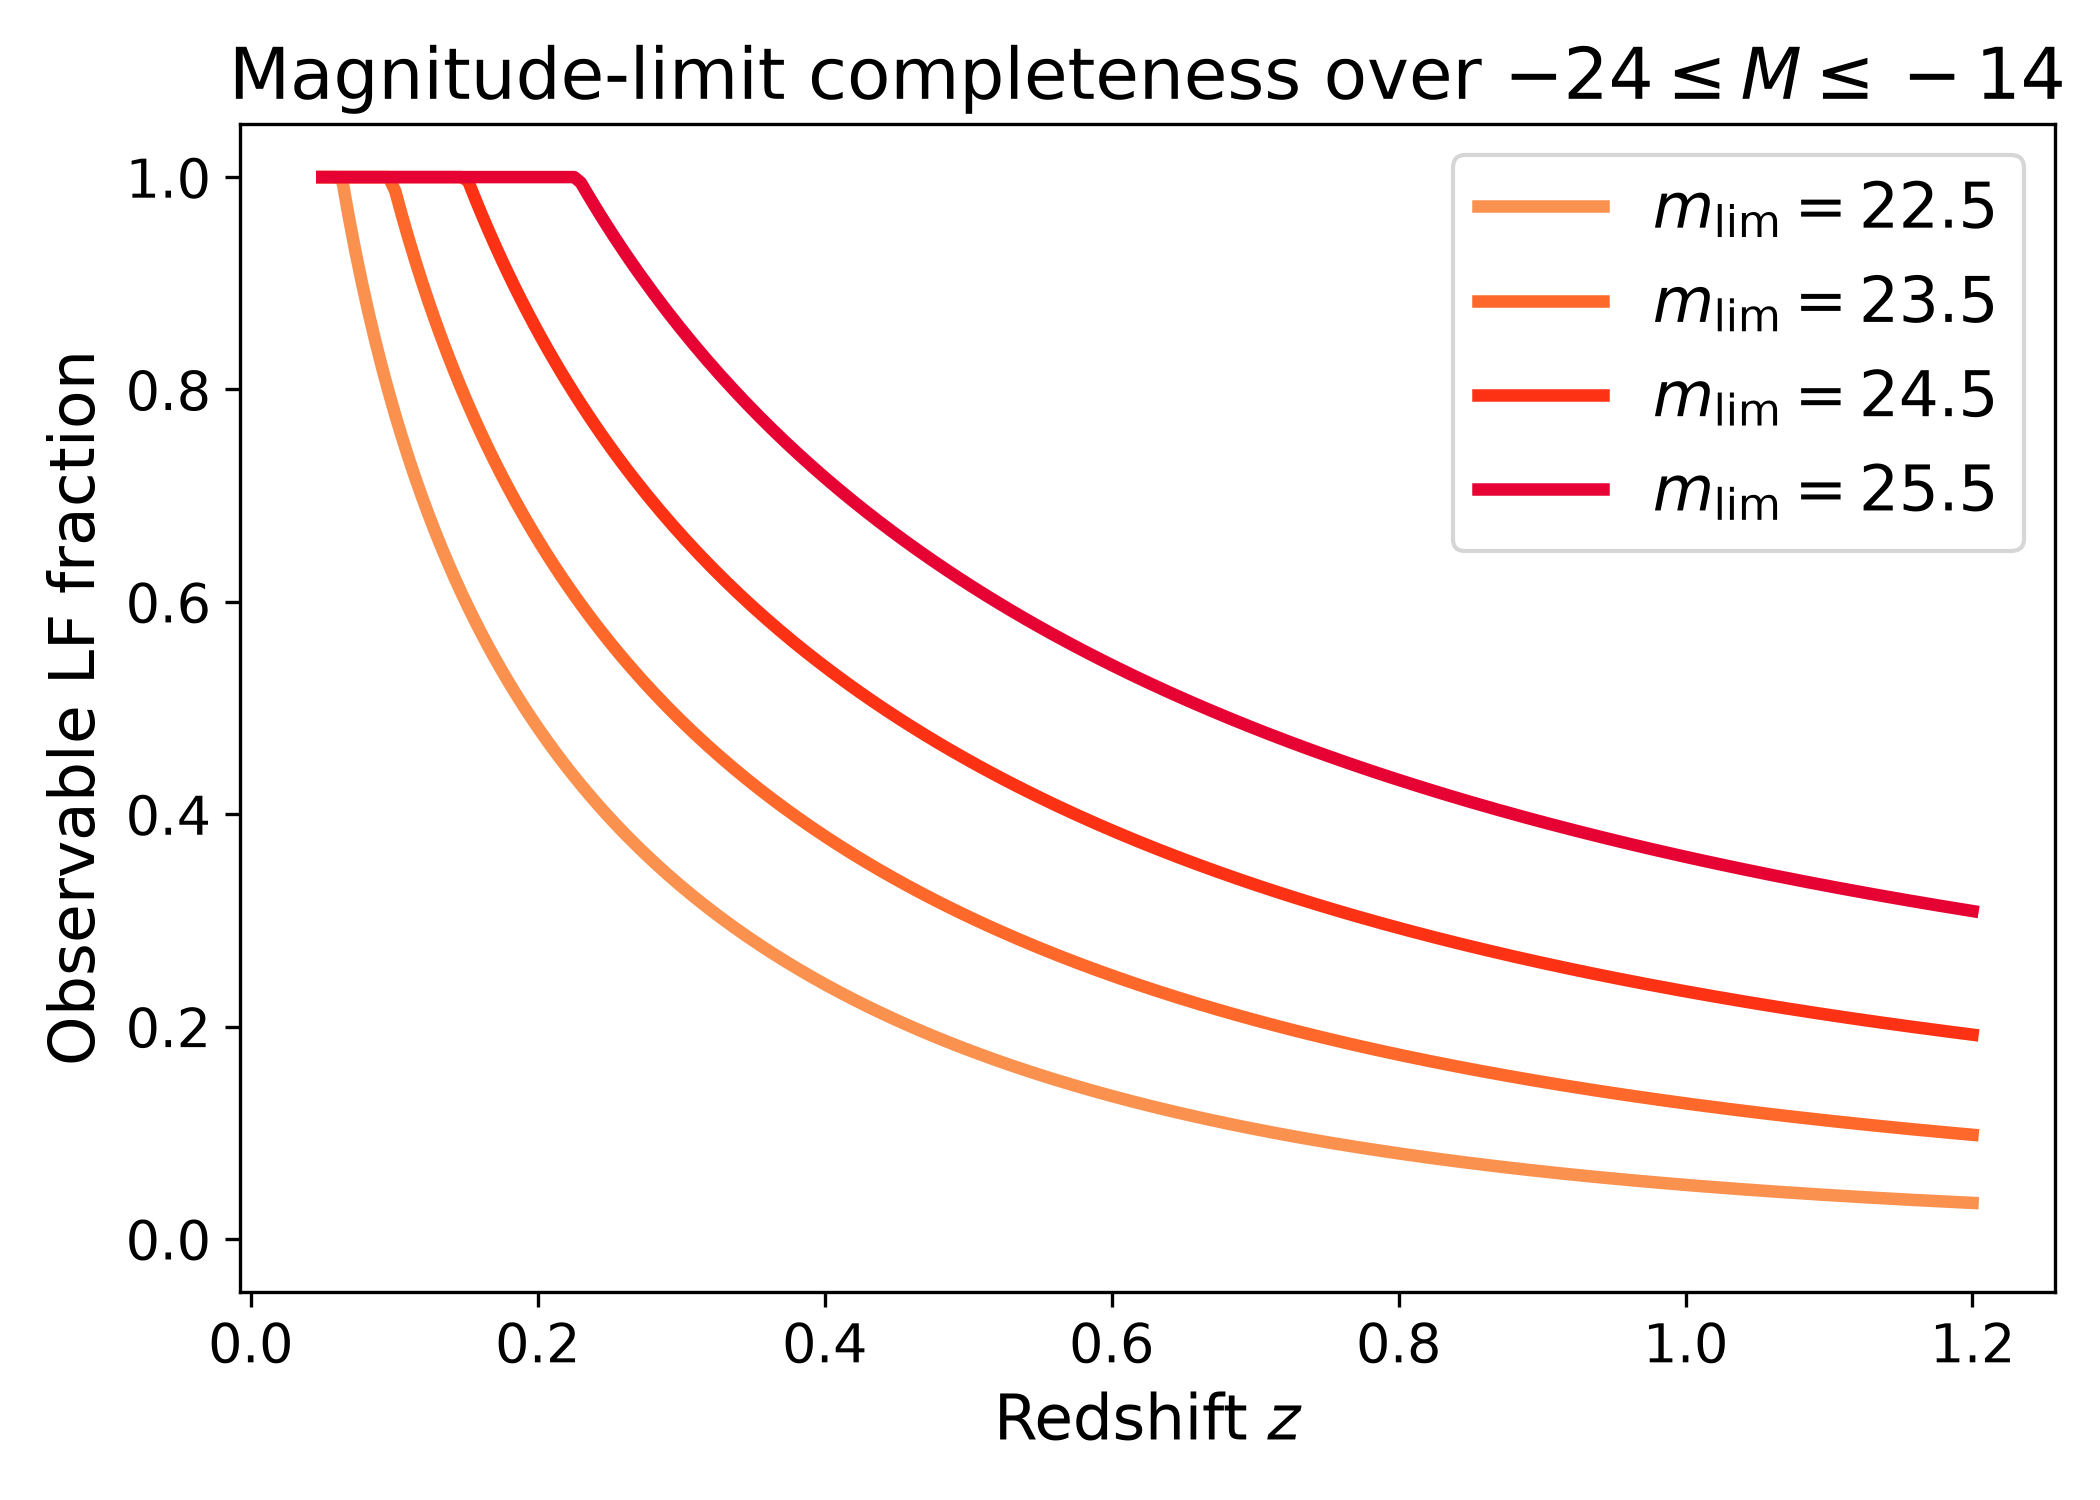 Magnitude-limit completeness over −24 ≤ M ≤ −14
Observable LF fraction
1.0
0.8
0.6
0.4
0.2
0.0
m_lim = 22.5
m_lim = 23.5
m_lim = 24.5
m_lim = 25.5
0.0 0.2 0.4 0.6 0.8 1.0 1.2
Redshift z